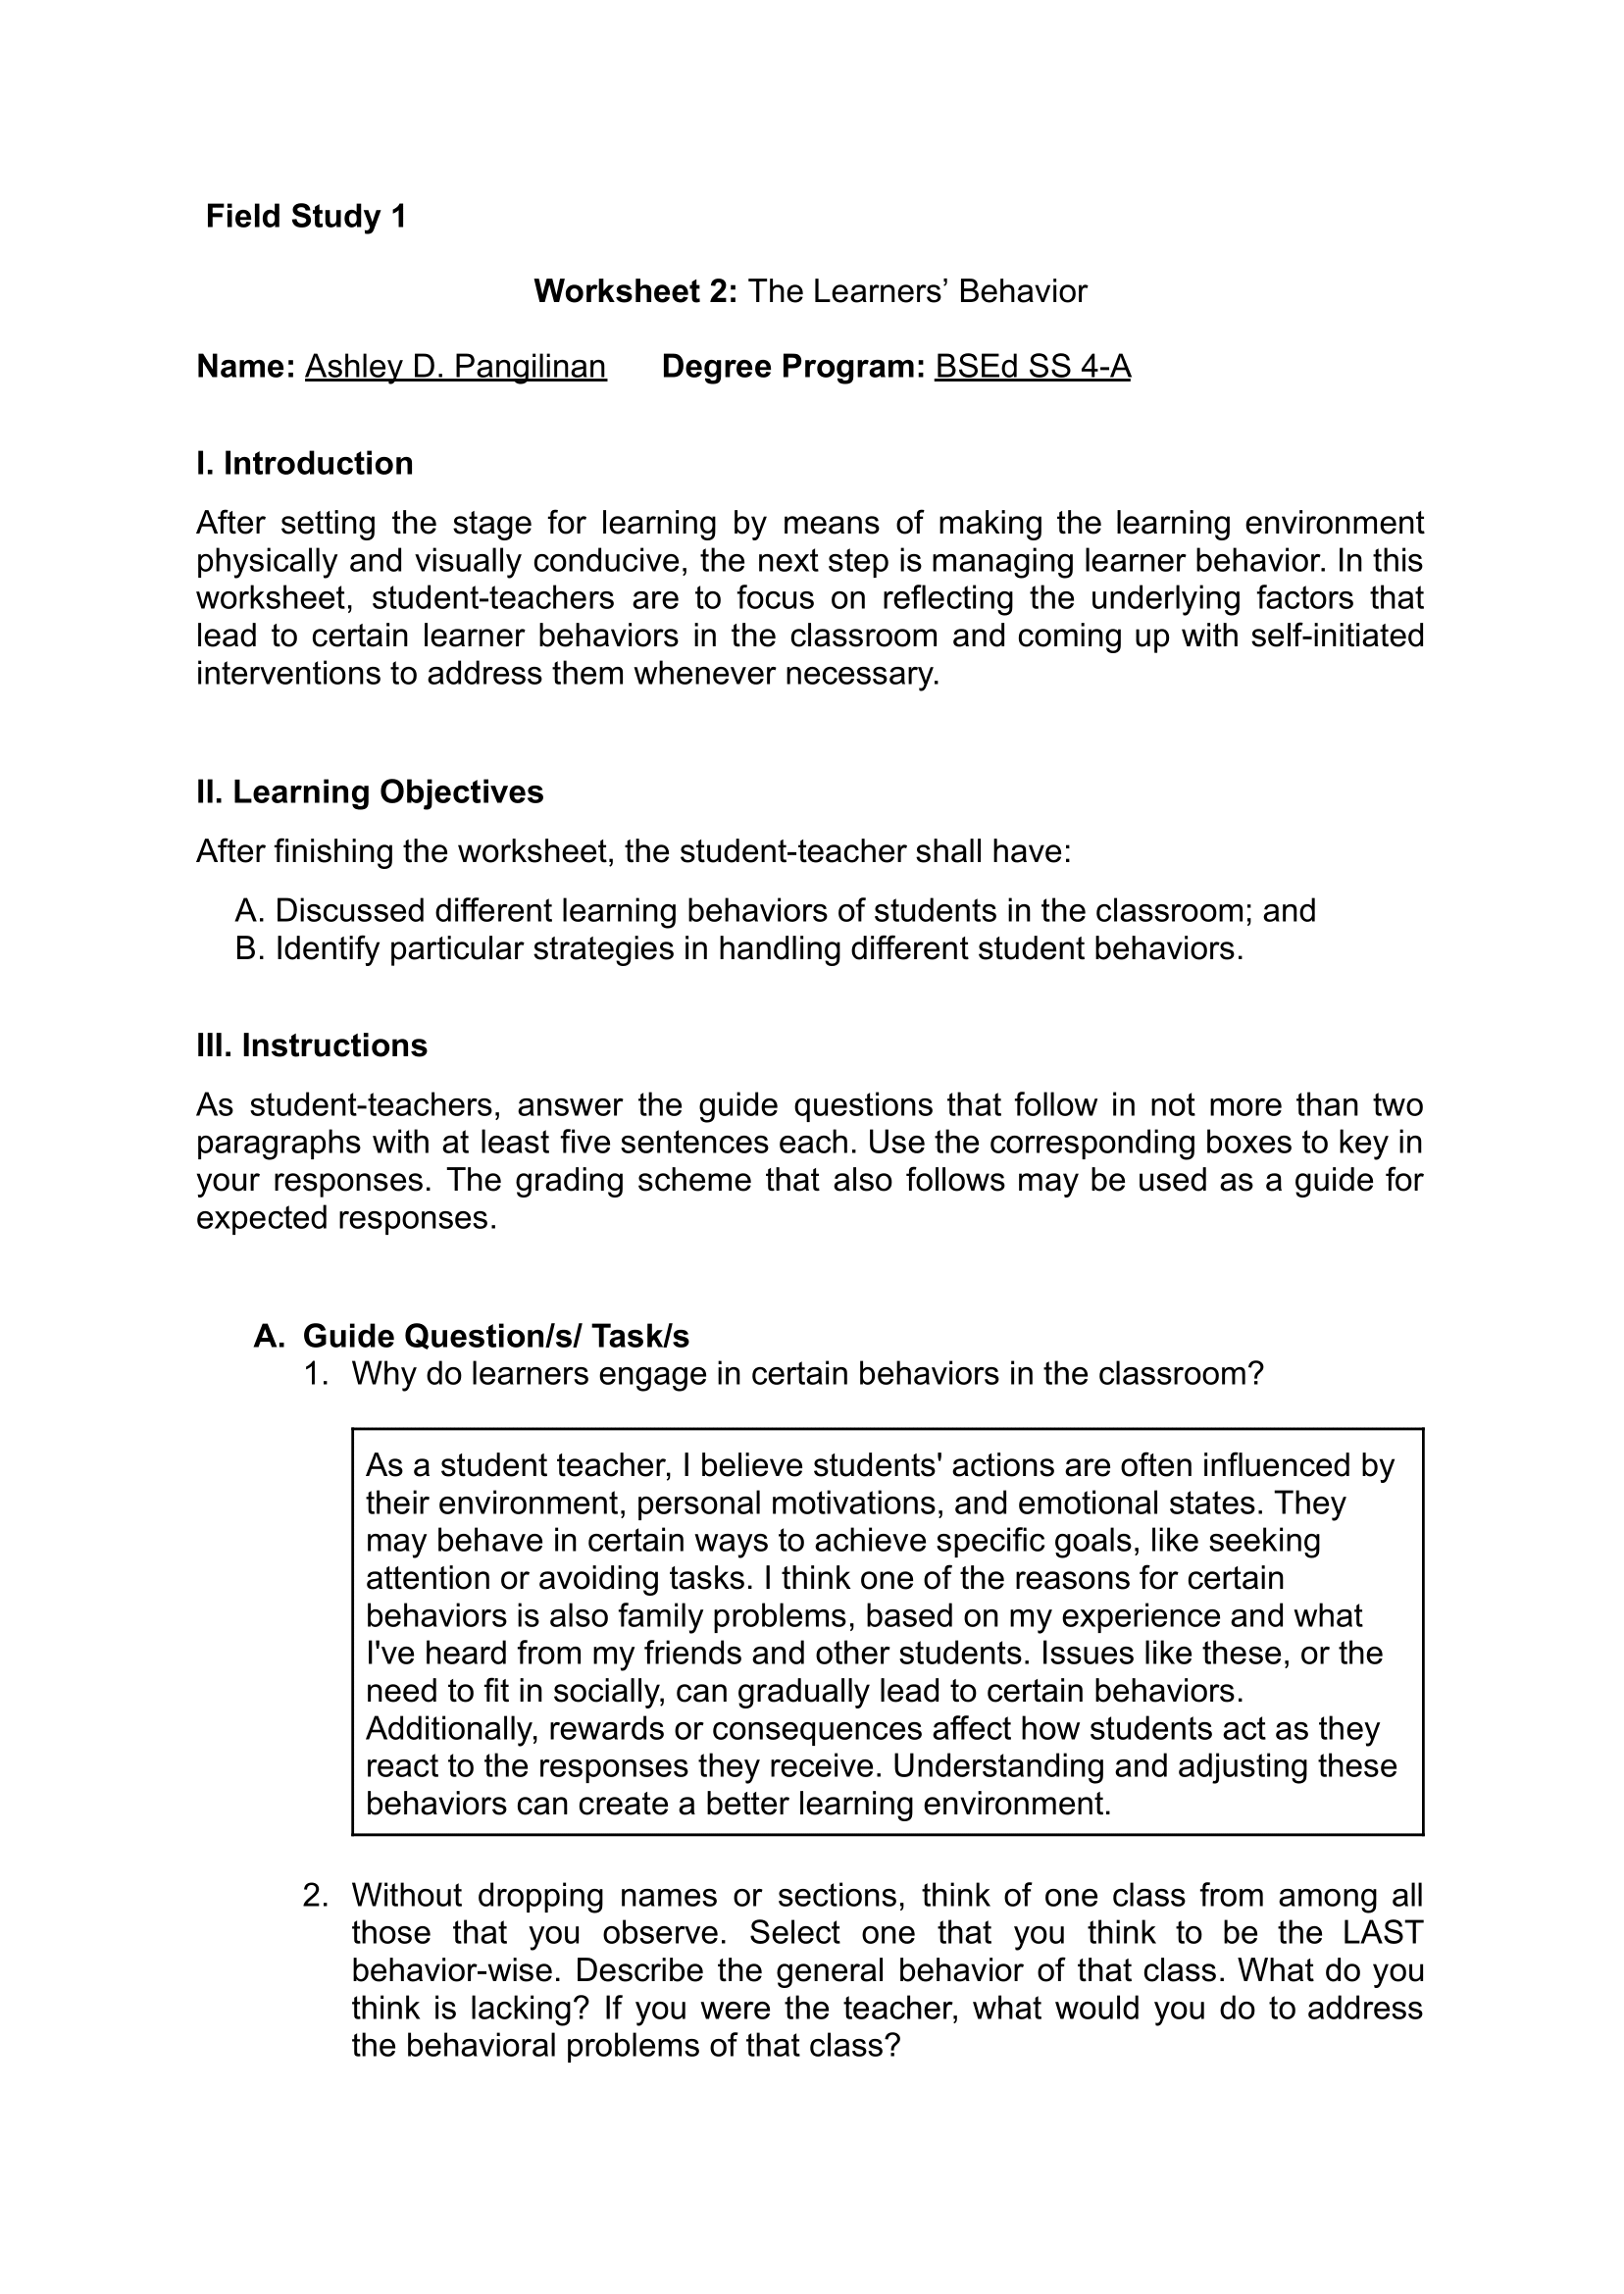 Field Study 1
Worksheet 2: The Learners’ Behavior
Name: Ashley D. Pangilinan Degree Program: BSEd SS 4-A
I. Introduction
After setting the stage for learning by means of making the learning environment
physically and visually conducive, the next step is managing learner behavior. In this
worksheet, student-teachers are to focus on reflecting the underlying factors that
lead to certain learner behaviors in the classroom and coming up with self-initiated
interventions to address them whenever necessary.
II. Learning Objectives
After finishing the worksheet, the student-teacher shall have:
A. Discussed different learning behaviors of students in the classroom; and
B. Identify particular strategies in handling different student behaviors.
III. Instructions
As student-teachers, answer the guide questions that follow in not more than two
paragraphs with at least five sentences each. Use the corresponding boxes to key in
your responses. The grading scheme that also follows may be used as a guide for
expected responses.
A. Guide Question/s/ Task/s
1. Why do learners engage in certain behaviors in the classroom?
As a student teacher, I believe students' actions are often influenced by
their environment, personal motivations, and emotional states. They
may behave in certain ways to achieve specific goals, like seeking
attention or avoiding tasks. I think one of the reasons for certain
behaviors is also family problems, based on my experience and what
I've heard from my friends and other students. Issues like these, or the
need to fit in socially, can gradually lead to certain behaviors.
Additionally, rewards or consequences affect how students act as they
react to the responses they receive. Understanding and adjusting these
behaviors can create a better learning environment.
2. Without dropping names or sections, think of one class from among all
those that you observe. Select one that you think to be the LAST
behavior-wise. Describe the general behavior of that class. What do you
think is lacking? If you were the teacher, what would you do to address
the behavioral problems of that class?